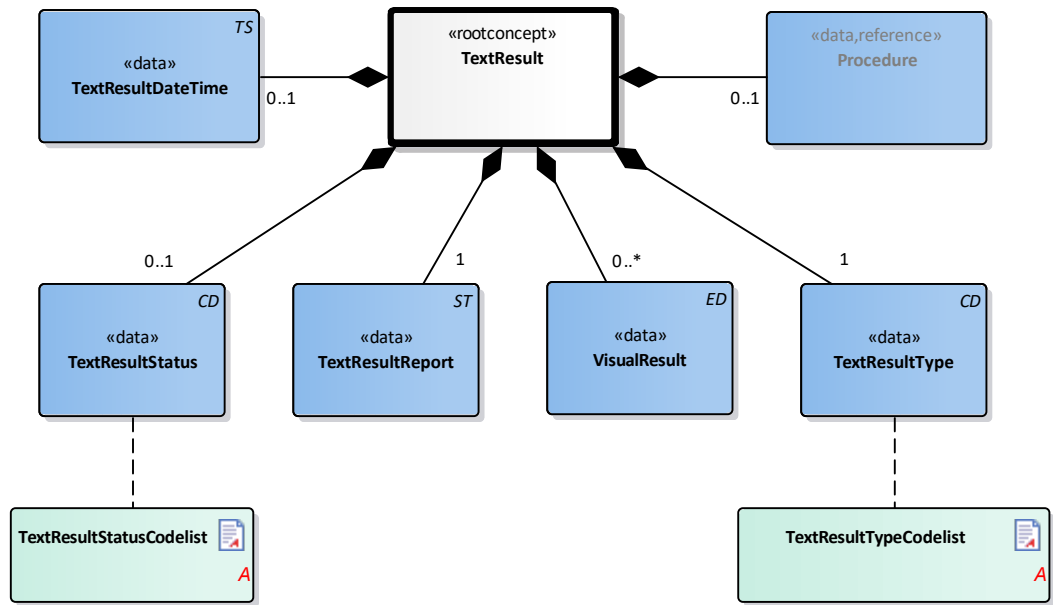 TS
«data»
TextResultDateTime
0..1
«rootconcept»
TextResult
«data,reference»
Procedure
0..1
0..1
1
0..*
1
CD
«data»
TextResultStatus
ST
«data»
TextResultReport
ED
«data»
VisualResult
CD
«data»
TextResultType
TextResultStatusCodelist
A
TextResultTypeCodelist
A